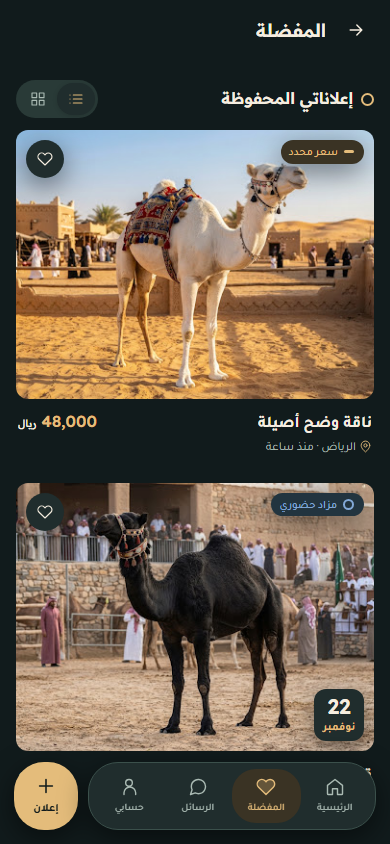 المفضلة
إعلاناتي المحفوظة
سعر محدد
ناقة وضح أصيلة
48,000 ريال
الرياض · منذ ساعة
مزاد حضوري
22
نوفمبر
الرئيسية
المفضلة
الرسائل
حسابي
إعلان